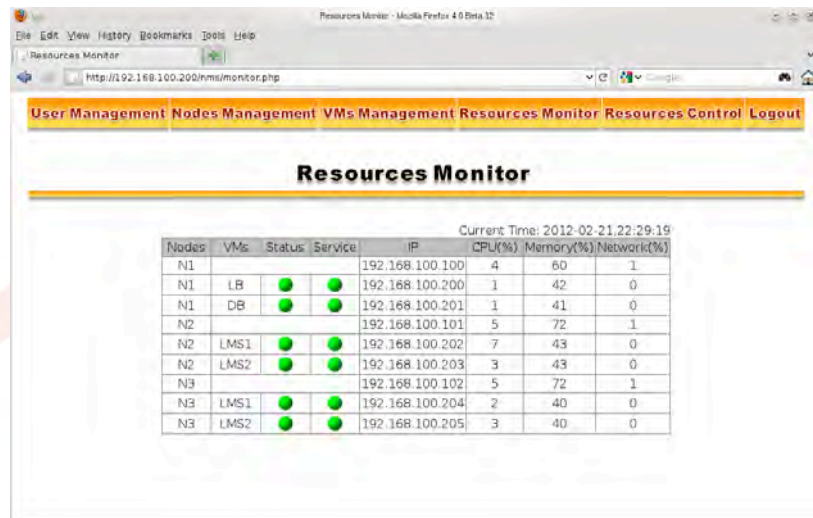 Resources Monitor - Mozilla Firefox 4.0 Beta 12
File Edit View History Bookmarks Tools Help
Resources Monitor
http://192.168.100.200/nms/monitor.php
Google
User Management Nodes Management VMs Management Resources Monitor Resources Control Logout
Resources Monitor
Current Time: 2012-02-21,22:29:19
Nodes VMs Status Service IP CPU(%) Memory(%) Network(%)
N1 192.168.100.100 4 60 1
N1 LB 192.168.100.200 1 42 0
N1 DB 192.168.100.201 1 41 0
N2 192.168.100.101 5 72 1
N2 LMS1 192.168.100.202 7 43 0
N2 LMS2 192.168.100.203 3 43 0
N3 192.168.100.102 5 72 1
N3 LMS1 192.168.100.204 2 40 0
N3 LMS2 192.168.100.205 3 40 0